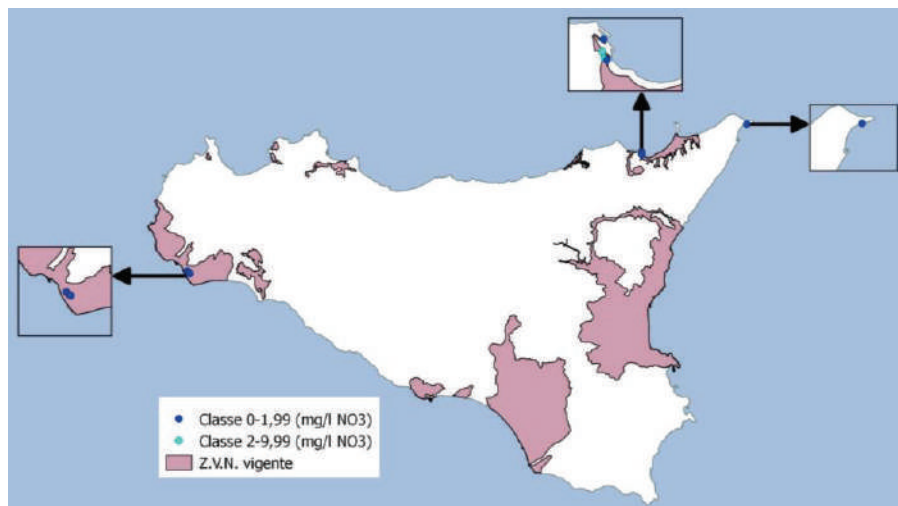 Classe 0-1,99 (mg/l NO3)
Classe 2-9,99 (mg/l NO3)
Z.V.N. vigente